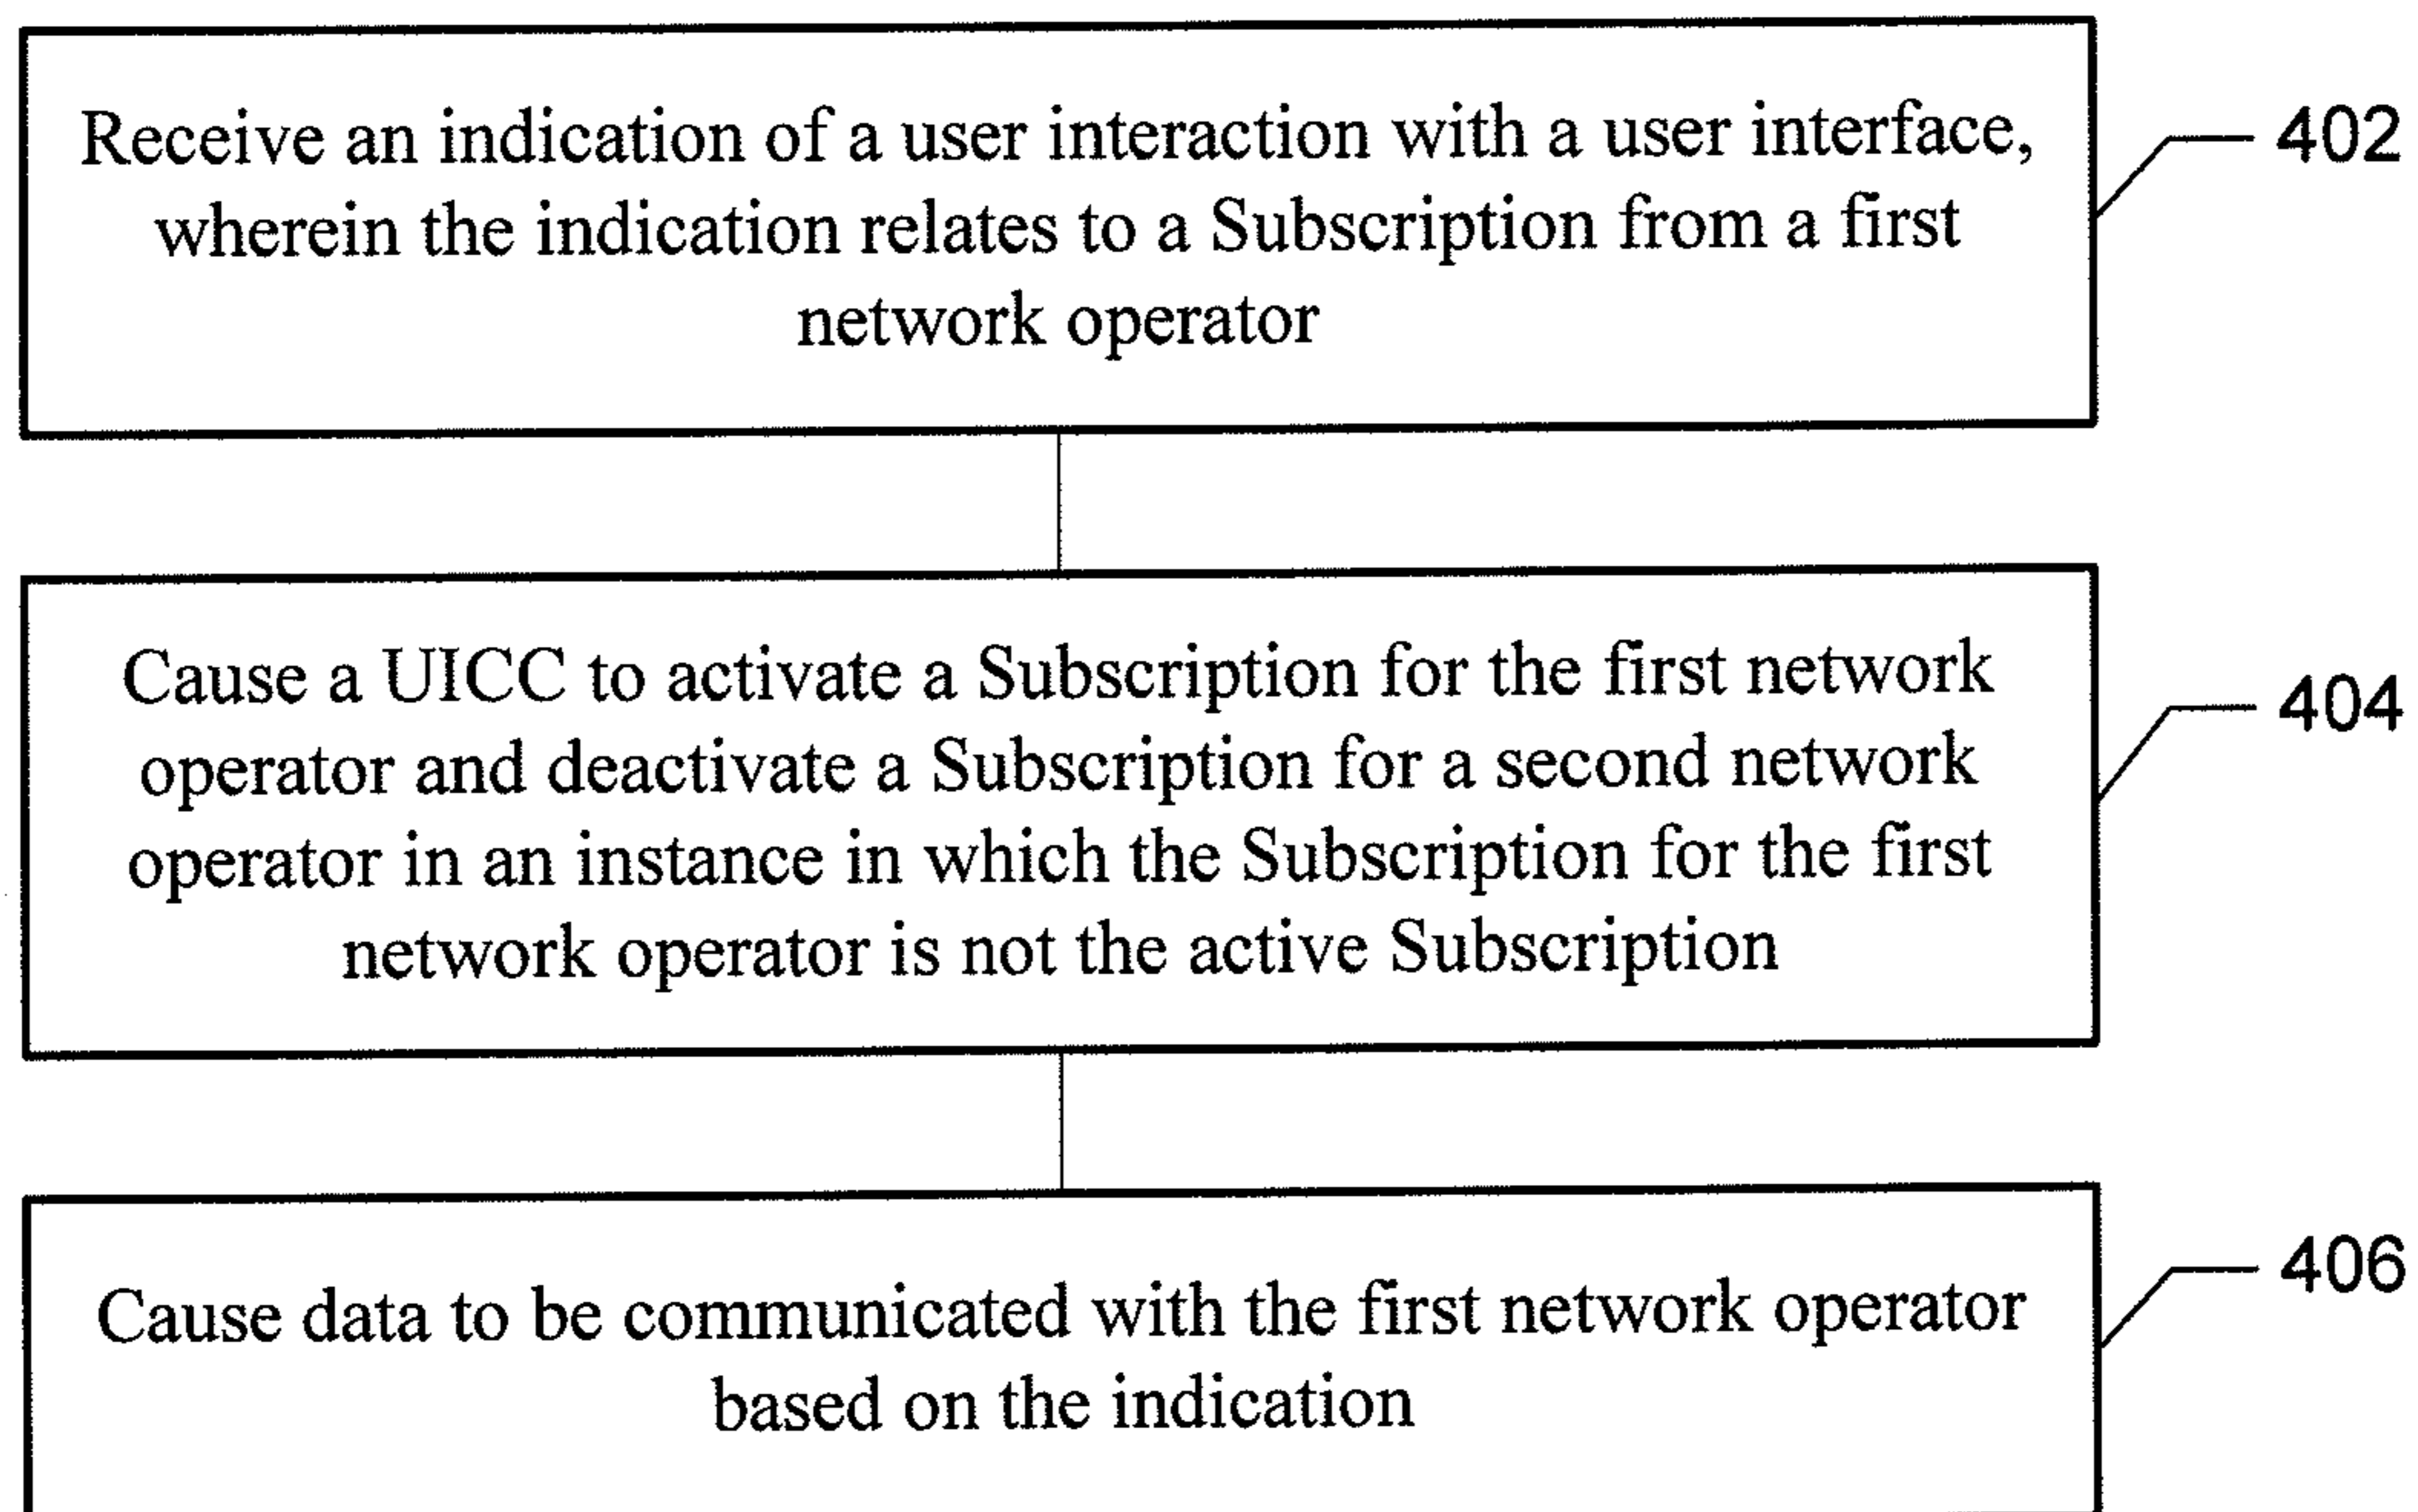 Receive an indication of a user interaction with a user interface,
402
wherein the indication relates to a Subscription from a first
network operator
Cause a UICC to activate a Subscription for the first network
404
operator and deactivate a Subscription for a second network
operator in an instance in which the Subscription for the first
network operator is not the active Subscription
406
Cause data to be communicated with the first network operator
based on the indication